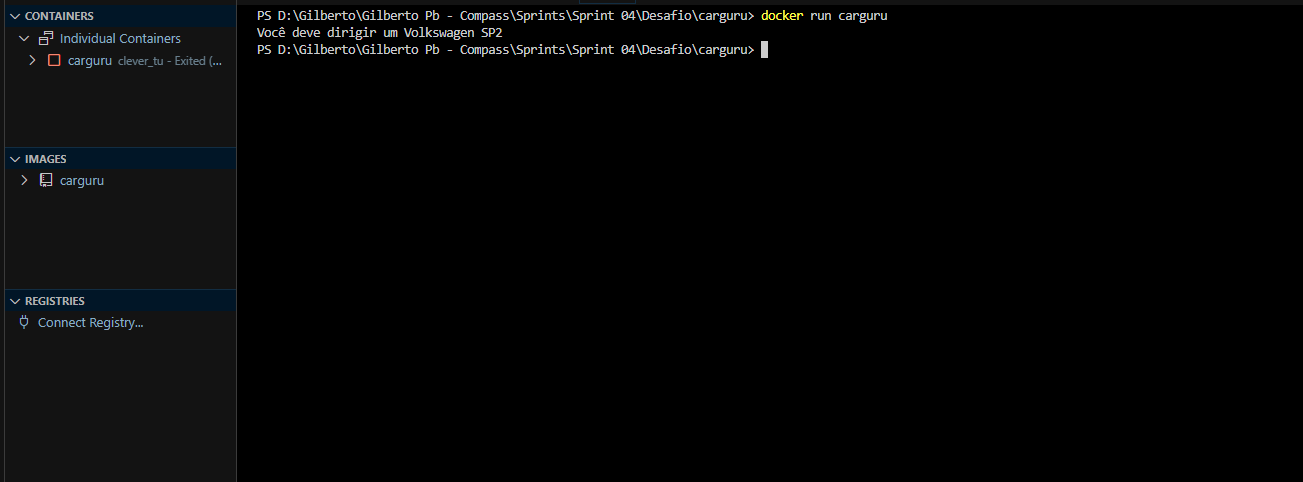 CONTAINERS
Individual Containers
carguru clever_tu - Exited (...
IMAGES
carguru
REGISTRIES
Connect Registry...
PS D:\Gilberto\Gilberto Pb - Compass\Sprints\Sprint 04\Desafio\carguru> docker run carguru
Você deve dirigir um Volkswagen SP2
PS D:\Gilberto\Gilberto Pb - Compass\Sprints\Sprint 04\Desafio\carguru>